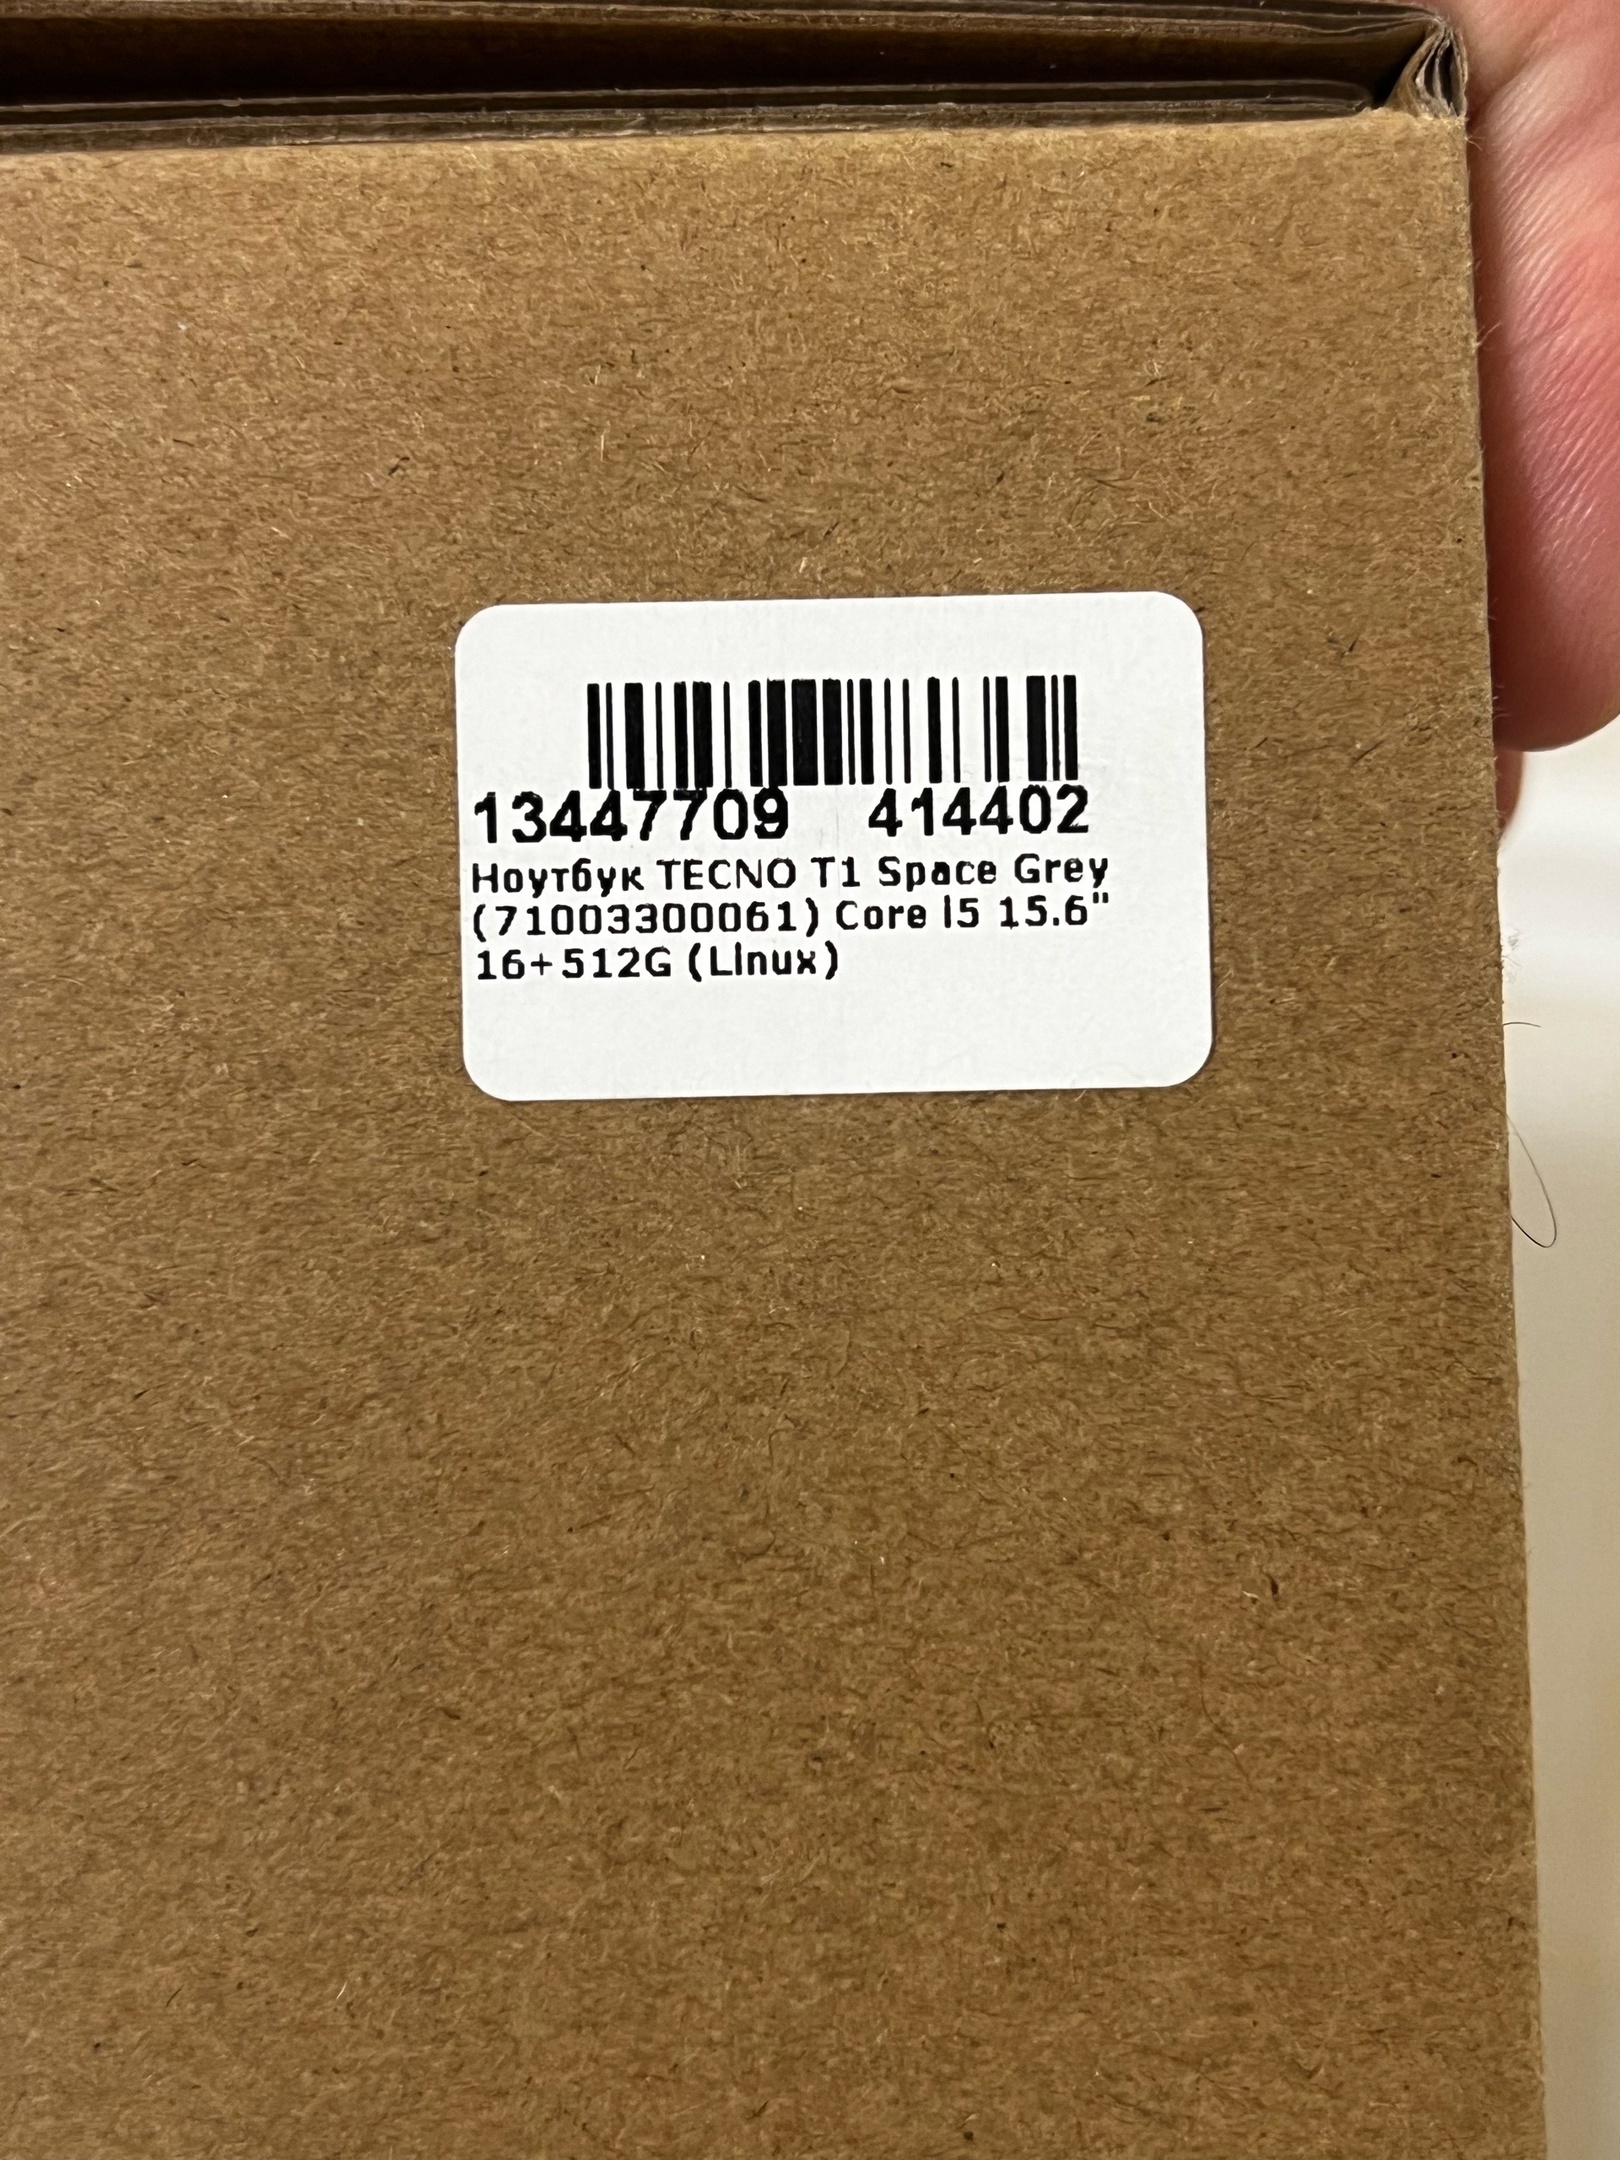 13447709 414402
Ноутбук TECNO T1 Space Grey
(71003300061) Core i5 15.6"
16+512G (Linux)